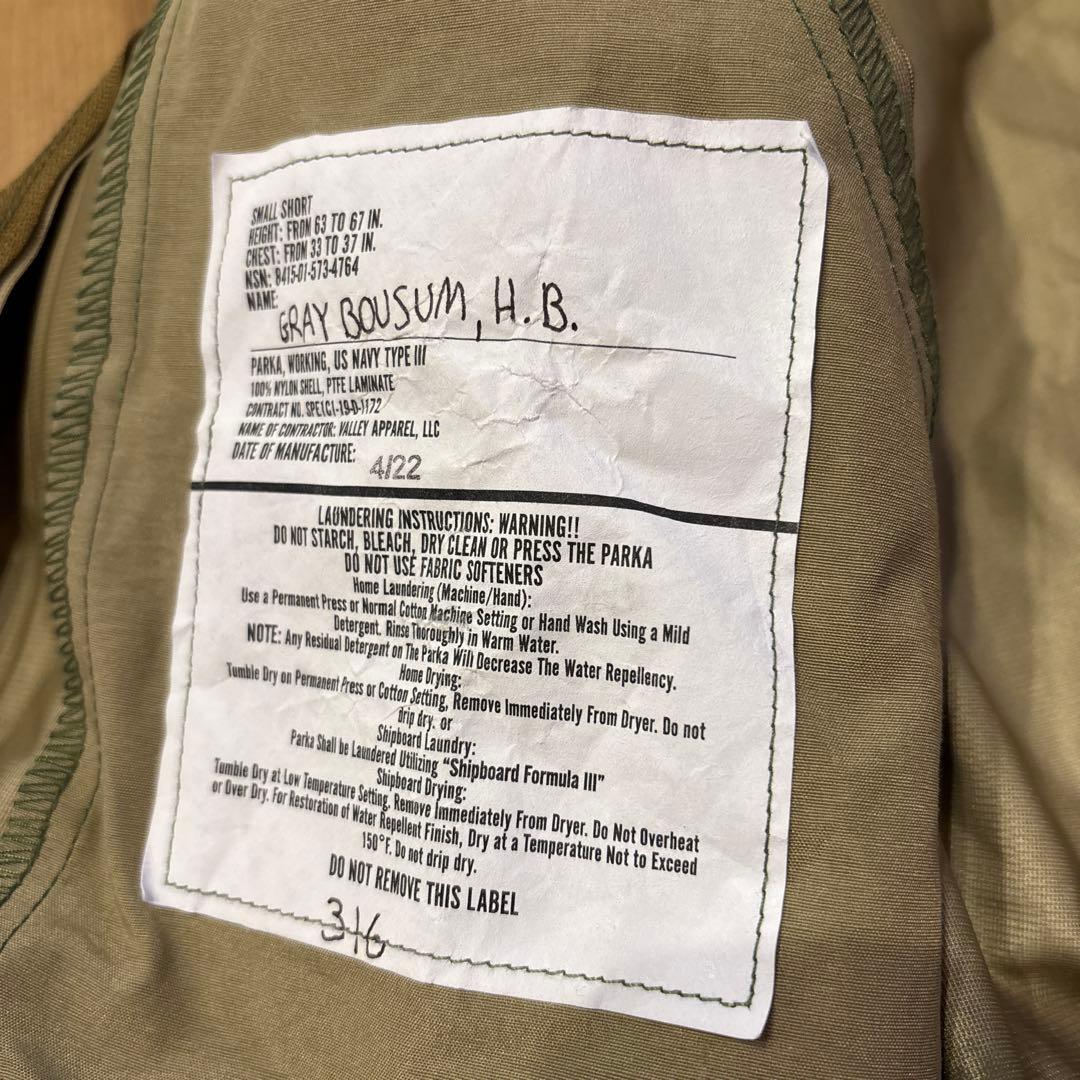 SMALL SHORT
HEIGHT: FROM 63 TO 67 IN.
CHEST: FROM 33 TO 37 IN.
NSN: 8415-01-573-4764
NAME:
GRAY BOUSUM, H.B.
PARKA, WORKING, US NAVY TYPE III
100% NYLON SHELL, PTFE LAMINATE
CONTRACT NO. SPE1C1-19-D-1172
NAME OF CONTRACTOR: VALLEY APPAREL, LLC
DATE OF MANUFACTURE:
4/22
LAUNDERING INSTRUCTIONS: WARNING!!
DO NOT STARCH, BLEACH, DRY CLEAN OR PRESS THE PARKA
DO NOT USE FABRIC SOFTENERS
Home Laundering (Machine/Hand):
Use a Permanent Press or Normal Cotton Machine Setting or Hand Wash Using a Mild
Detergent. Rinse Thoroughly in Warm Water.
NOTE: Any Residual Detergent on The Parka Will Decrease The Water Repellency.
Home Drying:
Tumble Dry on Permanent Press or Cotton Setting, Remove Immediately From Dryer. Do not
drip dry. or
Shipboard Laundry:
Parka Shall be Laundered Utilizing "Shipboard Formula III"
Shipboard Drying:
Tumble Dry at Low Temperature Setting. Remove Immediately From Dryer. Do Not Overheat
or Over Dry. For Restoration of Water Repellent Finish, Dry at a Temperature Not to Exceed
150°F. Do not drip dry.
DO NOT REMOVE THIS LABEL
316